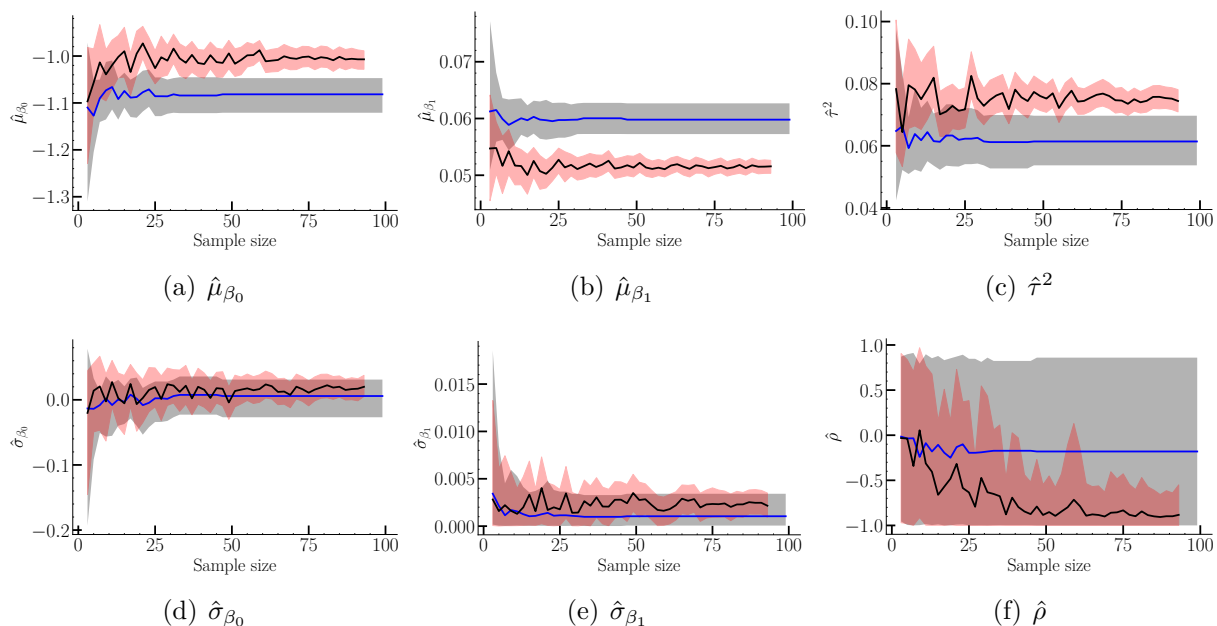 −1.0
−1.1
−1.2
−1.3
μ̂β₀
0 25 50 75 100
Sample size
(a) μ̂β₀
0.07
0.06
0.05
μ̂β₁
0 25 50 75 100
Sample size
(b) μ̂β₁
0.10
0.08
0.06
0.04
τ̂²
0 25 50 75 100
Sample size
(c) τ̂²
0.0
−0.1
−0.2
σ̂β₀
0 25 50 75 100
Sample size
(d) σ̂β₀
0.015
0.010
0.005
0.000
σ̂β₁
0 25 50 75 100
Sample size
(e) σ̂β₁
1.0
0.5
0.0
−0.5
−1.0
ρ̂
0 25 50 75 100
Sample size
(f) ρ̂